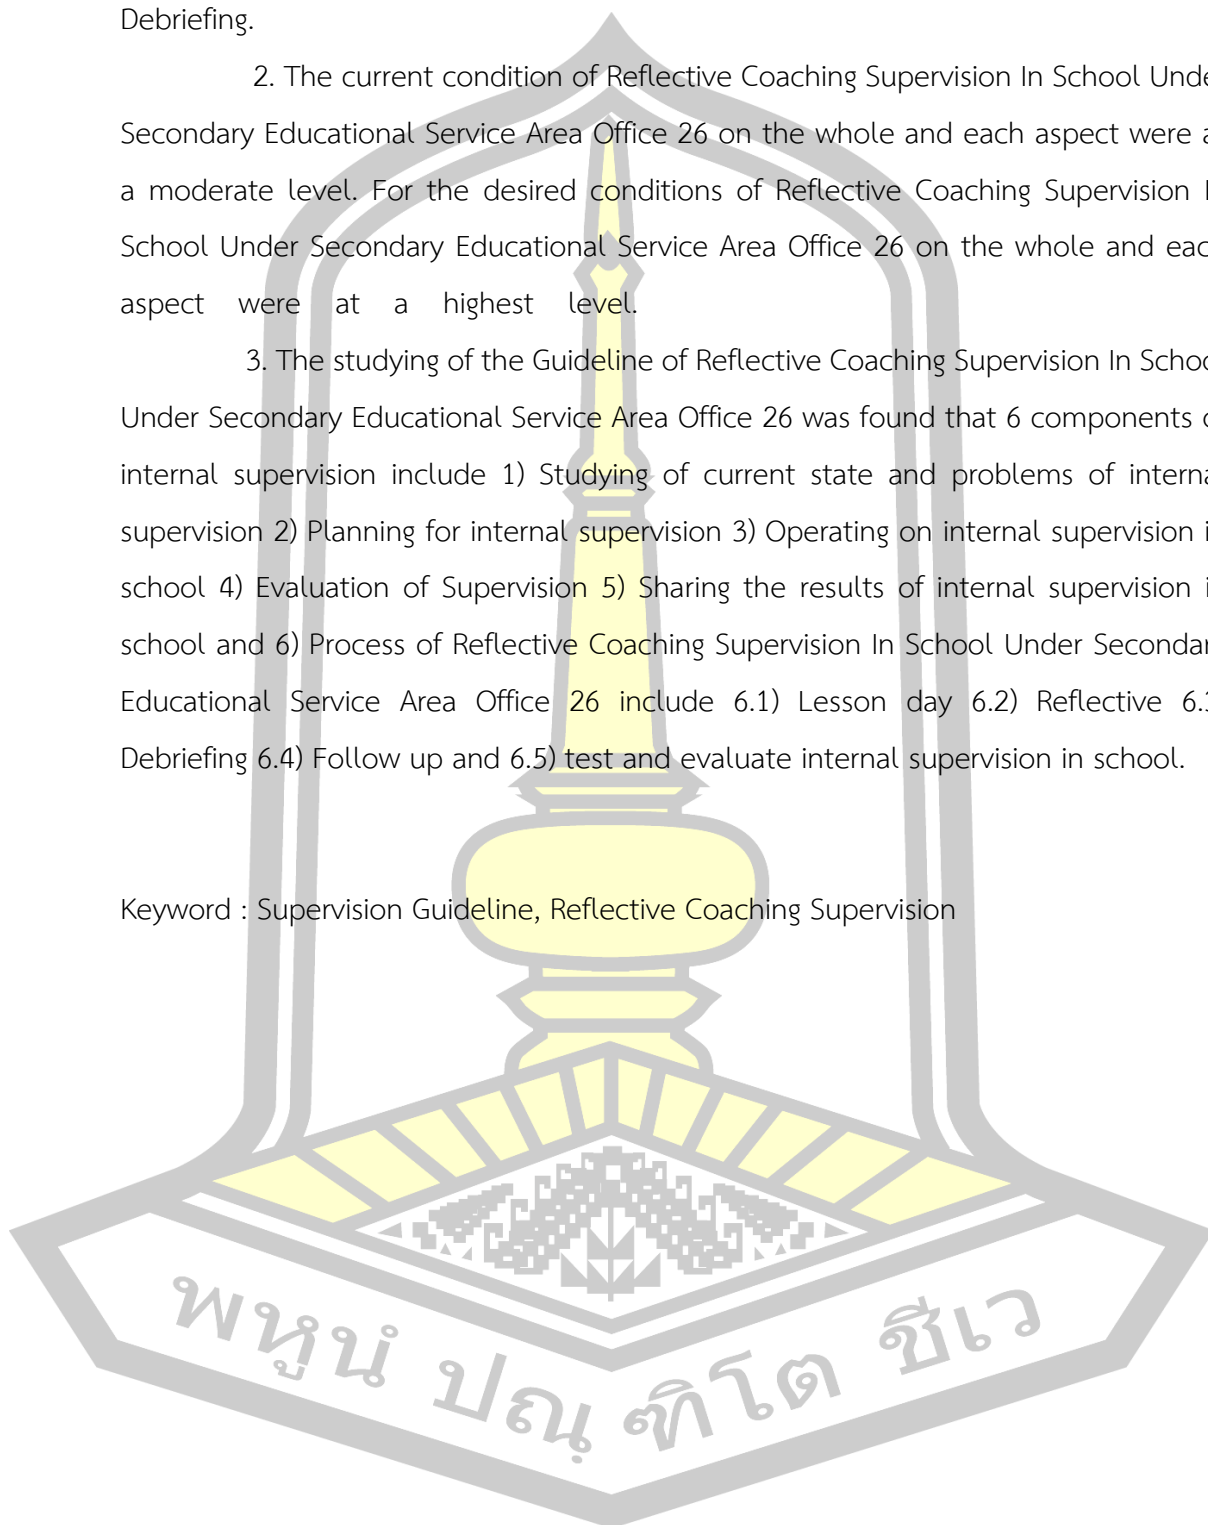 Debriefing.
2. The current condition of Reflective Coaching Supervision In School Unde
Secondary Educational Service Area Office 26 on the whole and each aspect were a
a moderate level. For the desired conditions of Reflective Coaching Supervision I
School Under Secondary Educational Service Area Office 26 on the whole and eac
aspect were at a highest level.
3. The studying of the Guideline of Reflective Coaching Supervision In Schoo
Under Secondary Educational Service Area Office 26 was found that 6 components o
internal supervision include 1) Studying of current state and problems of interna
supervision 2) Planning for internal supervision 3) Operating on internal supervision i
school 4) Evaluation of Supervision 5) Sharing the results of internal supervision i
school and 6) Process of Reflective Coaching Supervision In School Under Secondar
Educational Service Area Office 26 include 6.1) Lesson day 6.2) Reflective 6.3
Debriefing 6.4) Follow up and 6.5) test and evaluate internal supervision in school.
Keyword : Supervision Guideline, Reflective Coaching Supervision
พหูนํ ปณฺ ฑิโต ชีเว